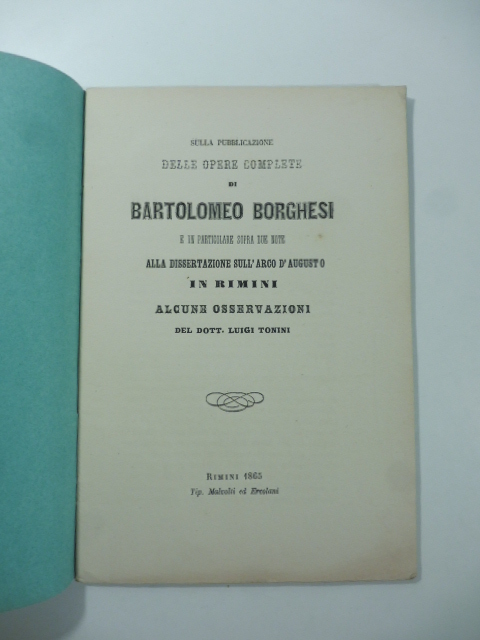 SULLA PUBBLICAZIONE
DELLE OPERE COMPLETE
DI
BARTOLOMEO BORGHESI
E IN PARTICOLARE SOPRA DUE NOTE
ALLA DISSERTAZIONE SULL'ARCO D'AUGUSTO
IN RIMINI
ALCUNE OSSERVAZIONI
DEL DOTT. LUIGI TONINI
RIMINI 1865
Tip. Malvolti ed Ercolani